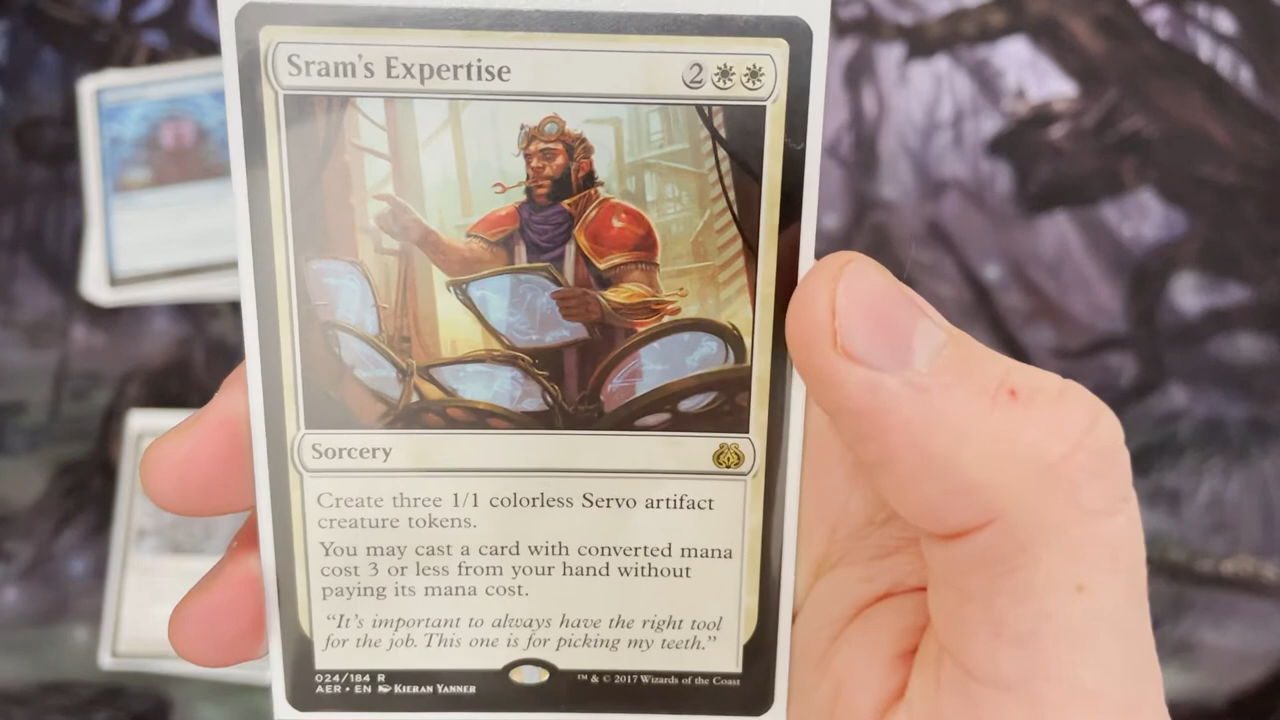 Sram's Expertise 2
Sorcery
Create three 1/1 colorless Servo artifact
creature tokens.
You may cast a card with converted mana
cost 3 or less from your hand without
paying its mana cost.
"It's important to always have the right tool
for the job. This one is for picking my teeth."
024/184 R
AER • EN Kieran Yanner
™ & © 2017 Wizards of the Coast